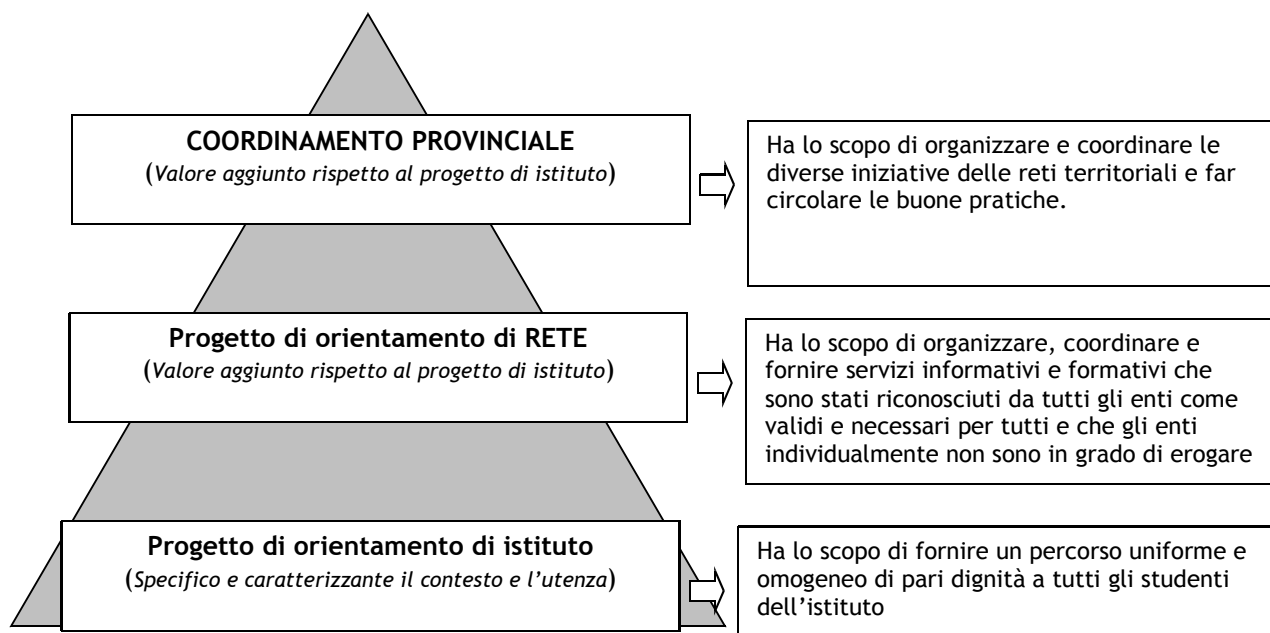 COORDINAMENTO PROVINCIALE
(Valore aggiunto rispetto al progetto di istituto)
Ha lo scopo di organizzare e coordinare le
diverse iniziative delle reti territoriali e far
circolare le buone pratiche.
Progetto di orientamento di RETE
(Valore aggiunto rispetto al progetto di istituto)
Ha lo scopo di organizzare, coordinare e
fornire servizi informativi e formativi che
sono stati riconosciuti da tutti gli enti come
validi e necessari per tutti e che gli enti
individualmente non sono in grado di erogare
Progetto di orientamento di istituto
(Specifico e caratterizzante il contesto e l’utenza)
Ha lo scopo di fornire un percorso uniforme e
omogeneo di pari dignità a tutti gli studenti
dell’istituto